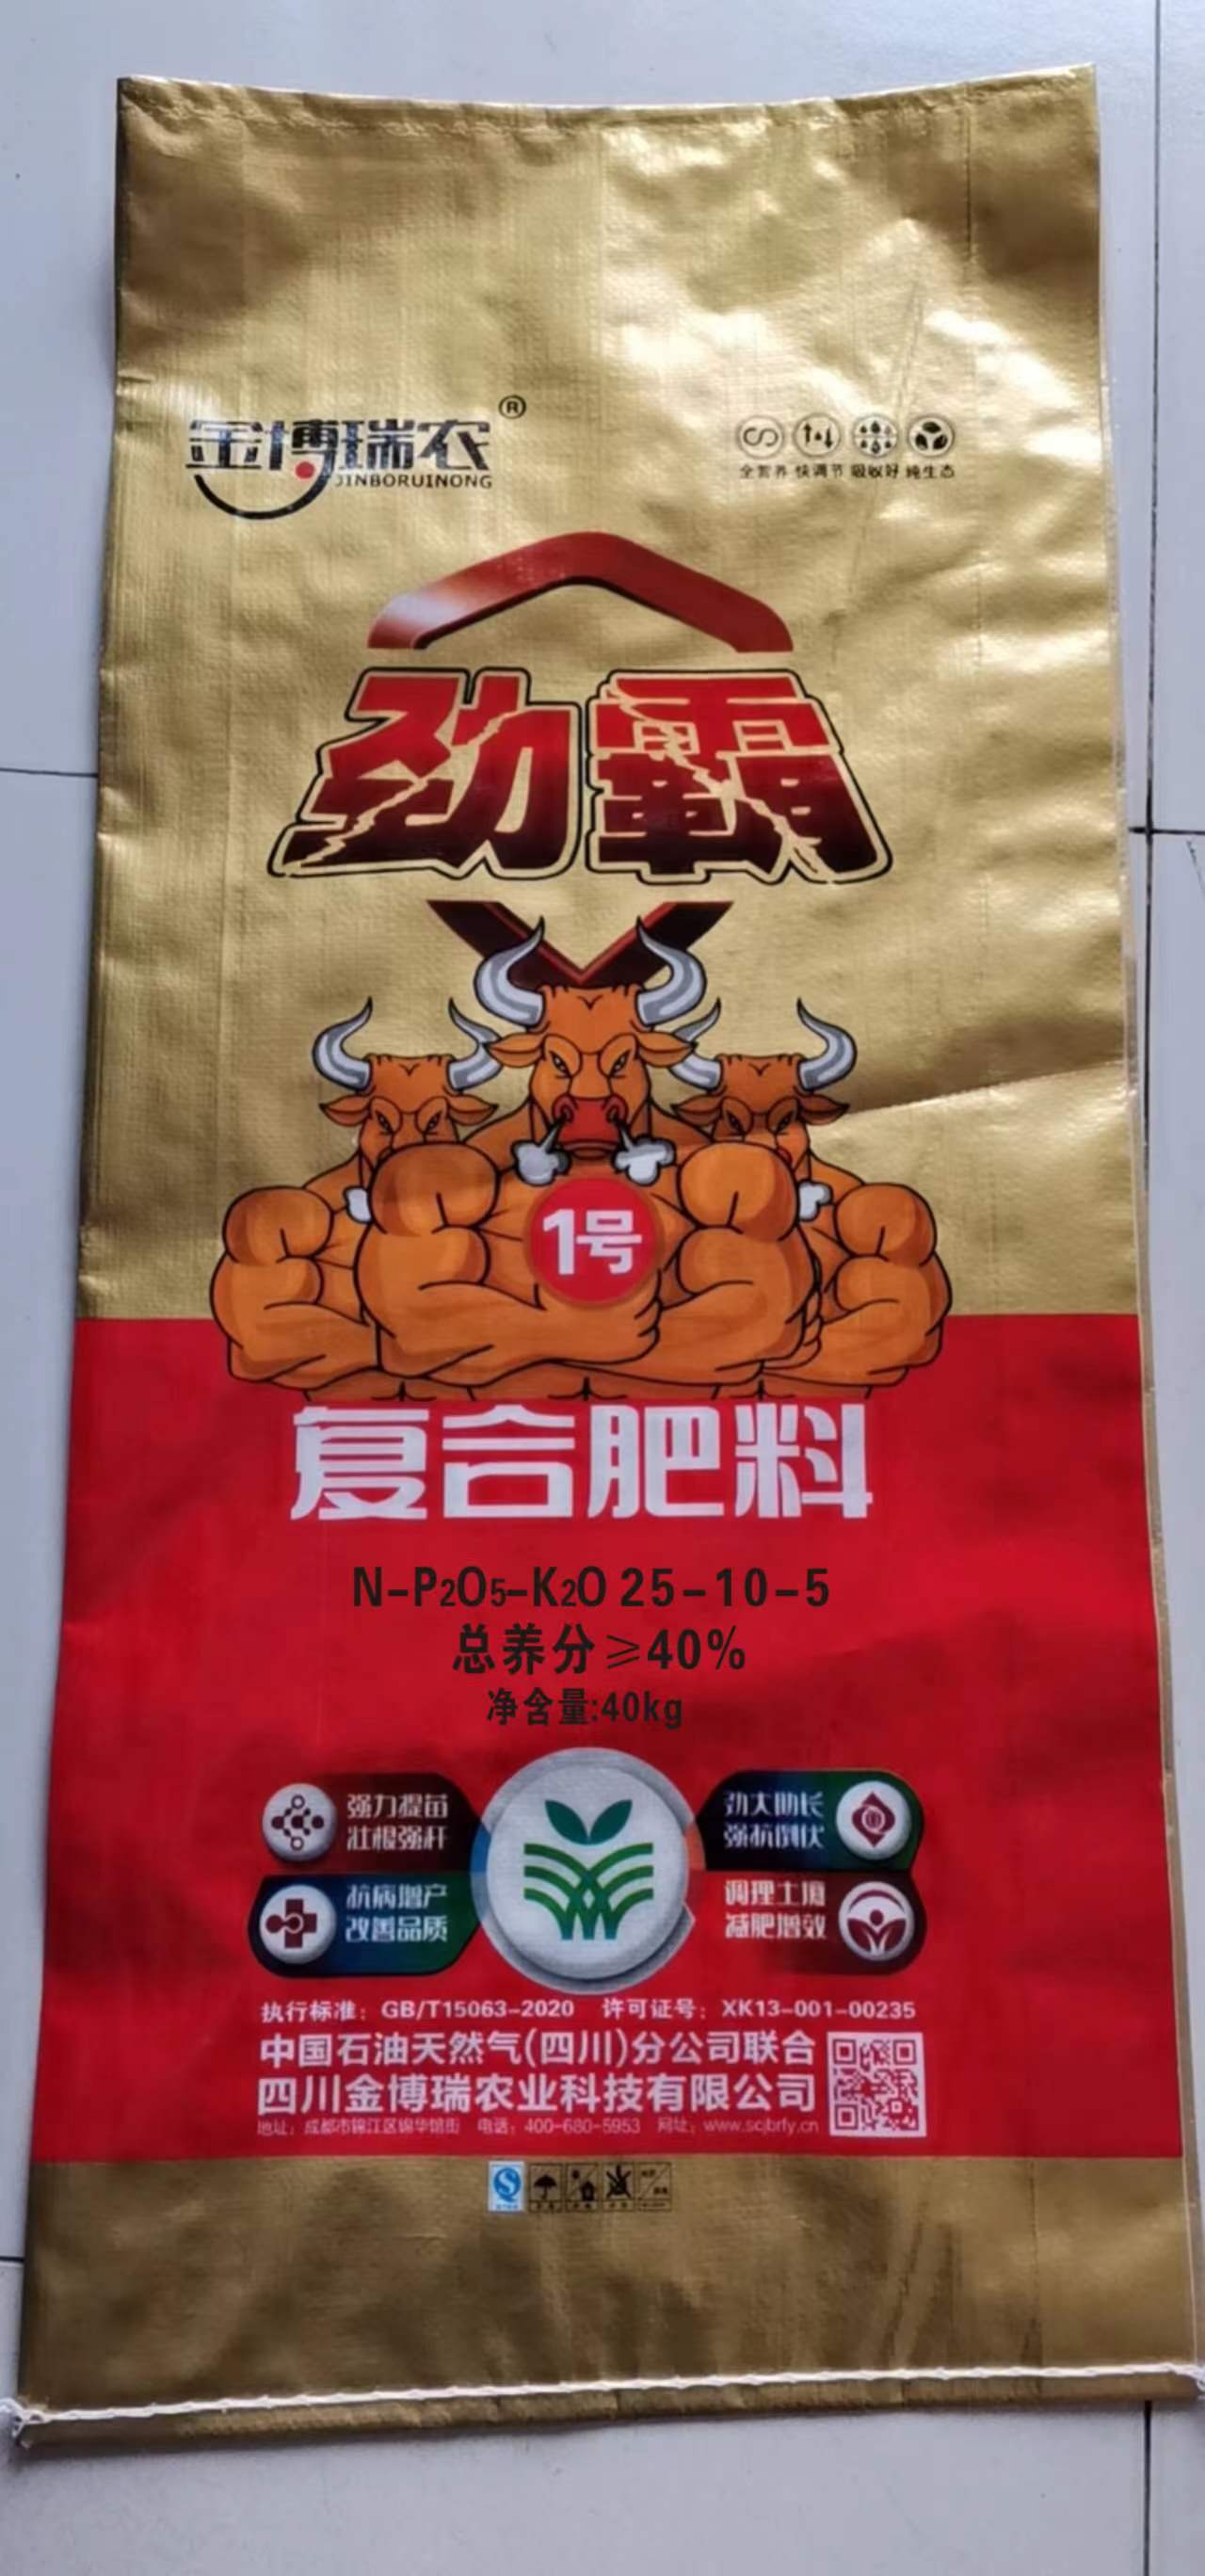 金博瑞农®
JINBORUINONG
全营养 快调节 吸收好 纯生态
劲霸
1号
复合肥料
N-P2O5-K2O 25-10-5
总养分≥40%
净含量:40kg
强力提苗
壮根强秆
劲大助长
强抗倒伏
抗病增产
改善品质
调理土壤
减肥增效
执行标准：GB/T15063-2020 许可证号：XK13-001-00235
中国石油天然气(四川)分公司联合
四川金博瑞农业科技有限公司
地址：成都市锦江区锦华馆街 电话：400-680-5953 网址：www.scjbrfy.cn